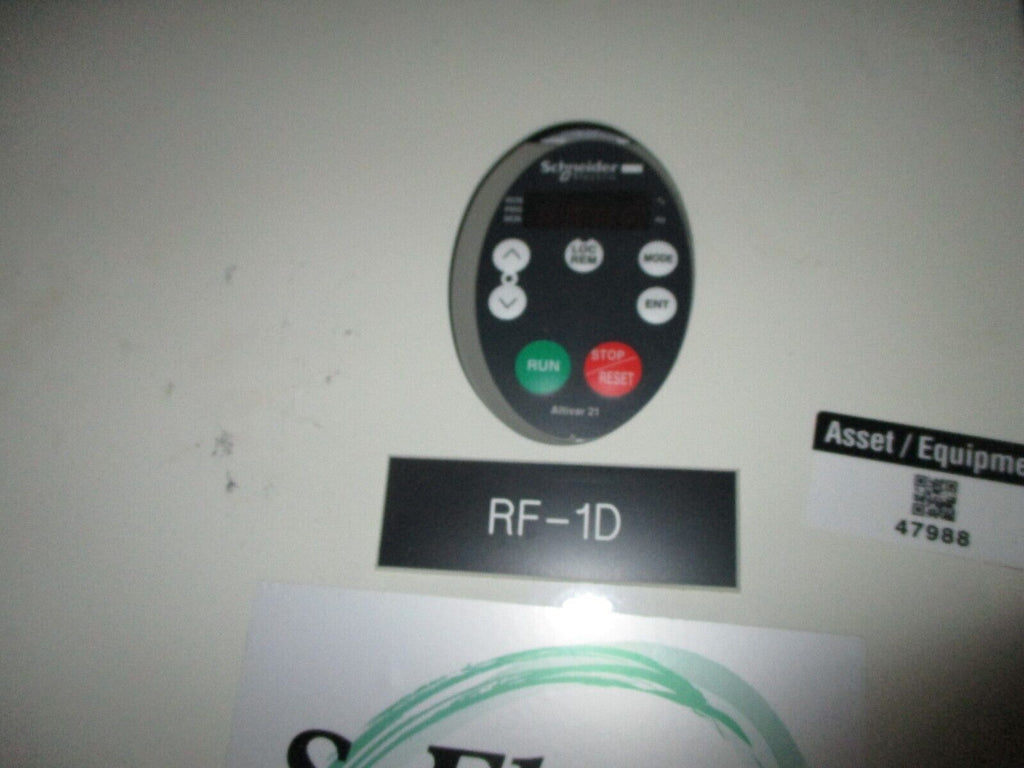 Schneider
LOC
REM
MODE
ENT
RUN
STOP
RESET
Altivar 21
RF-1D
Asset / Equipme
47988